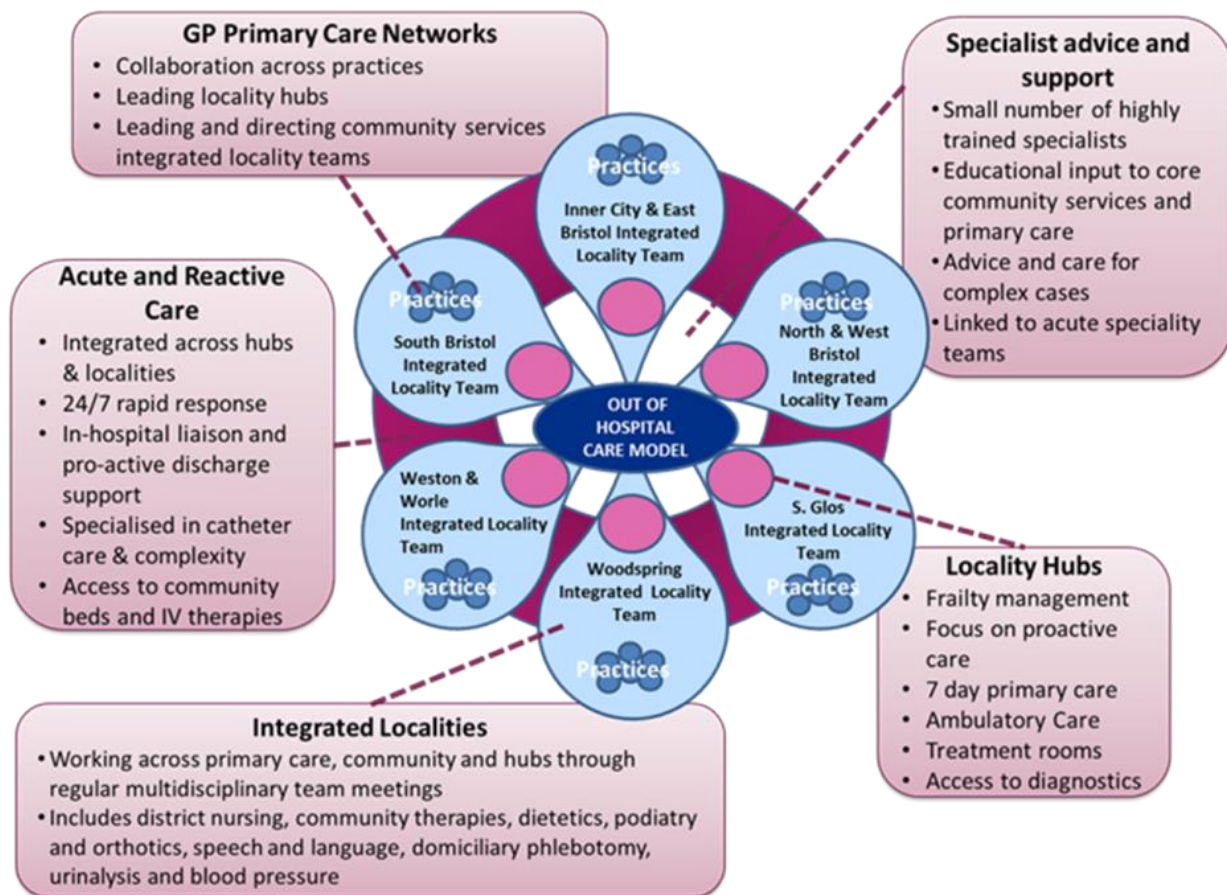 GP Primary Care Networks
• Collaboration across practices
• Leading locality hubs
• Leading and directing community services
integrated locality teams
Specialist advice and
support
• Small number of highly
trained specialists
• Educational input to core
community services and
primary care
• Advice and care for
complex cases
• Linked to acute speciality
teams
Acute and Reactive
Care
• Integrated across hubs
& localities
• 24/7 rapid response
• In-hospital liaison and
pro-active discharge
support
• Specialised in catheter
care & complexity
• Access to community
beds and IV therapies
Practices
Inner City & East
Bristol Integrated
Locality Team
Practices
South Bristol
Integrated
Locality Team
Practices
North & West
Bristol
Integrated
Locality Team
OUT OF
HOSPITAL
CARE MODEL
Weston &
Worle
Integrated Locality
Team
Practices
Woodspring
Integrated Locality
Team
Practices
S. Glos
Integrated Locality
Team
Practices
Locality Hubs
• Frailty management
• Focus on proactive
care
• 7 day primary care
• Ambulatory Care
• Treatment rooms
• Access to diagnostics
Integrated Localities
• Working across primary care, community and hubs through
regular multidisciplinary team meetings
• Includes district nursing, community therapies, dietetics, podiatry
and orthotics, speech and language, domiciliary phlebotomy,
urinalysis and blood pressure